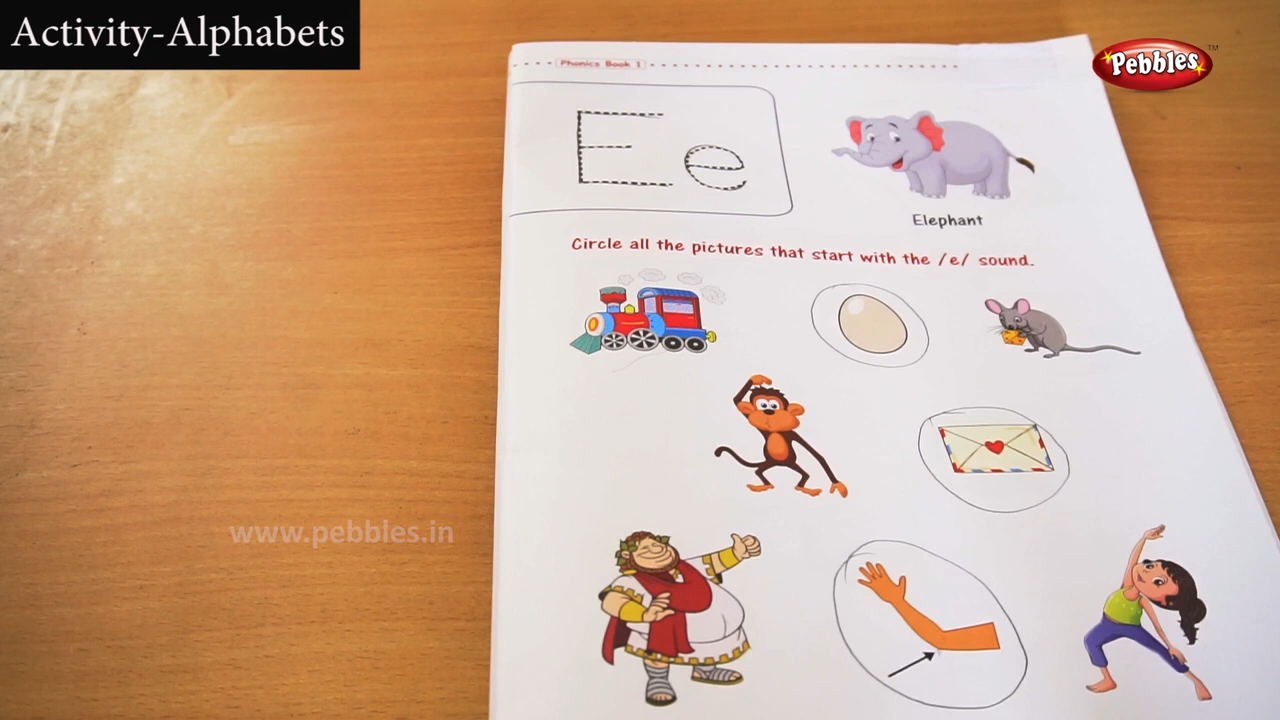 Activity-Alphabets
Pebbles
TM
Phonics Book 1
E e
Elephant
Circle all the pictures that start with the /e/ sound.
www.pebbles.in